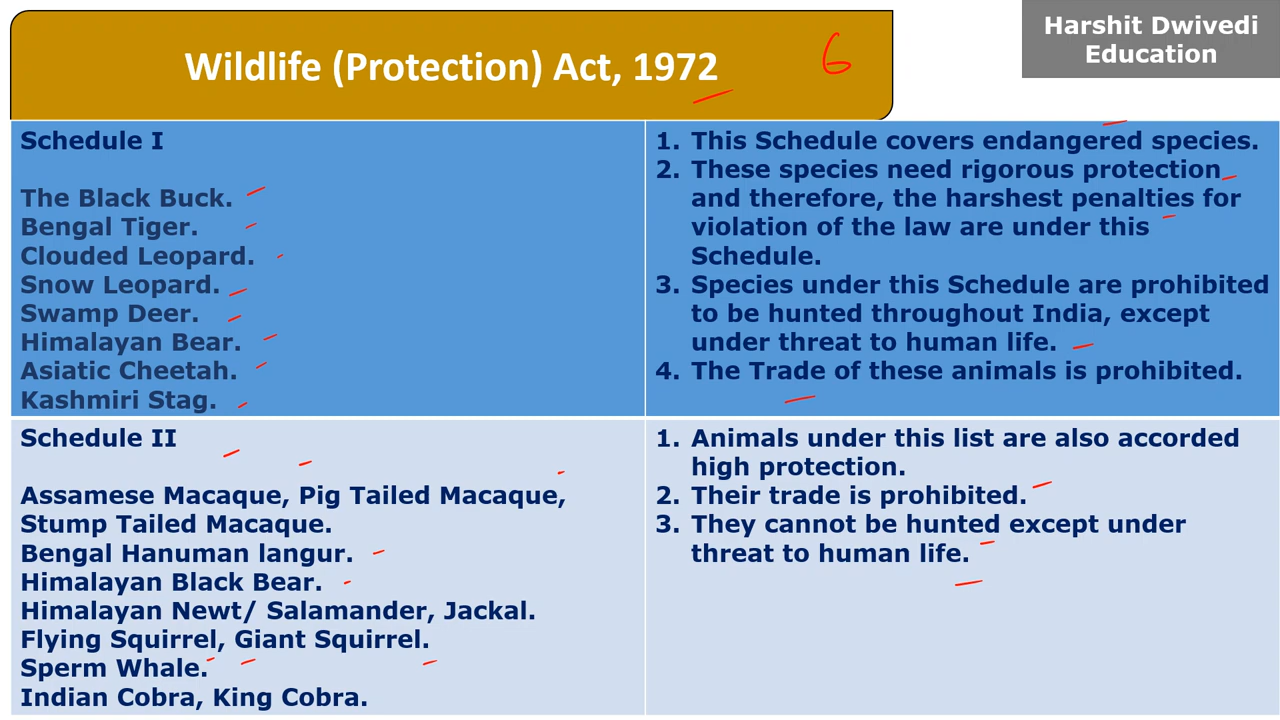 Harshit Dwivedi
Education
Wildlife (Protection) Act, 1972
6
Schedule I
The Black Buck.
Bengal Tiger.
Clouded Leopard.
Snow Leopard.
Swamp Deer.
Himalayan Bear.
Asiatic Cheetah.
Kashmiri Stag.
1. This Schedule covers endangered species.
2. These species need rigorous protection
and therefore, the harshest penalties for
violation of the law are under this
Schedule.
3. Species under this Schedule are prohibited
to be hunted throughout India, except
under threat to human life.
4. The Trade of these animals is prohibited.
Schedule II
Assamese Macaque, Pig Tailed Macaque,
Stump Tailed Macaque.
Bengal Hanuman langur.
Himalayan Black Bear.
Himalayan Newt/ Salamander, Jackal.
Flying Squirrel, Giant Squirrel.
Sperm Whale.
Indian Cobra, King Cobra.
1. Animals under this list are also accorded
high protection.
2. Their trade is prohibited.
3. They cannot be hunted except under
threat to human life.